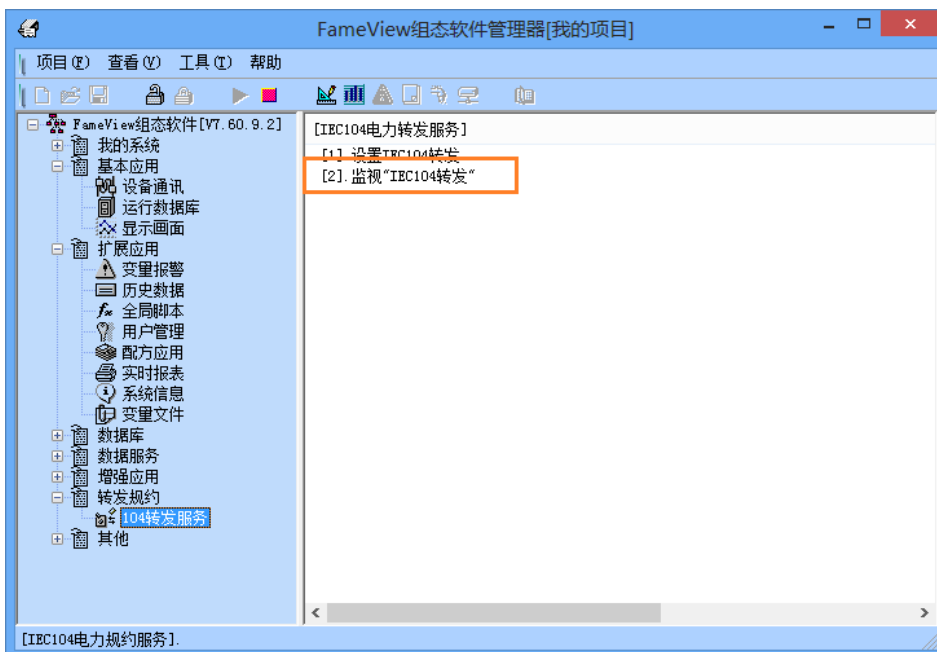 FameView组态软件管理器[我的项目]
项目(F) 查看(V) 工具(T) 帮助
FameView组态软件[V7.60.9.2]
我的系统
基本应用
设备通讯
运行数据库
显示画面
扩展应用
变量报警
历史数据
全局脚本
用户管理
配方应用
实时报表
系统信息
变量文件
数据库
数据服务
增强应用
转发规约
104转发服务
其他
[IEC104电力转发服务]
[1].设置IEC104转发
[2].监视"IEC104转发"
[IEC104电力规约服务].